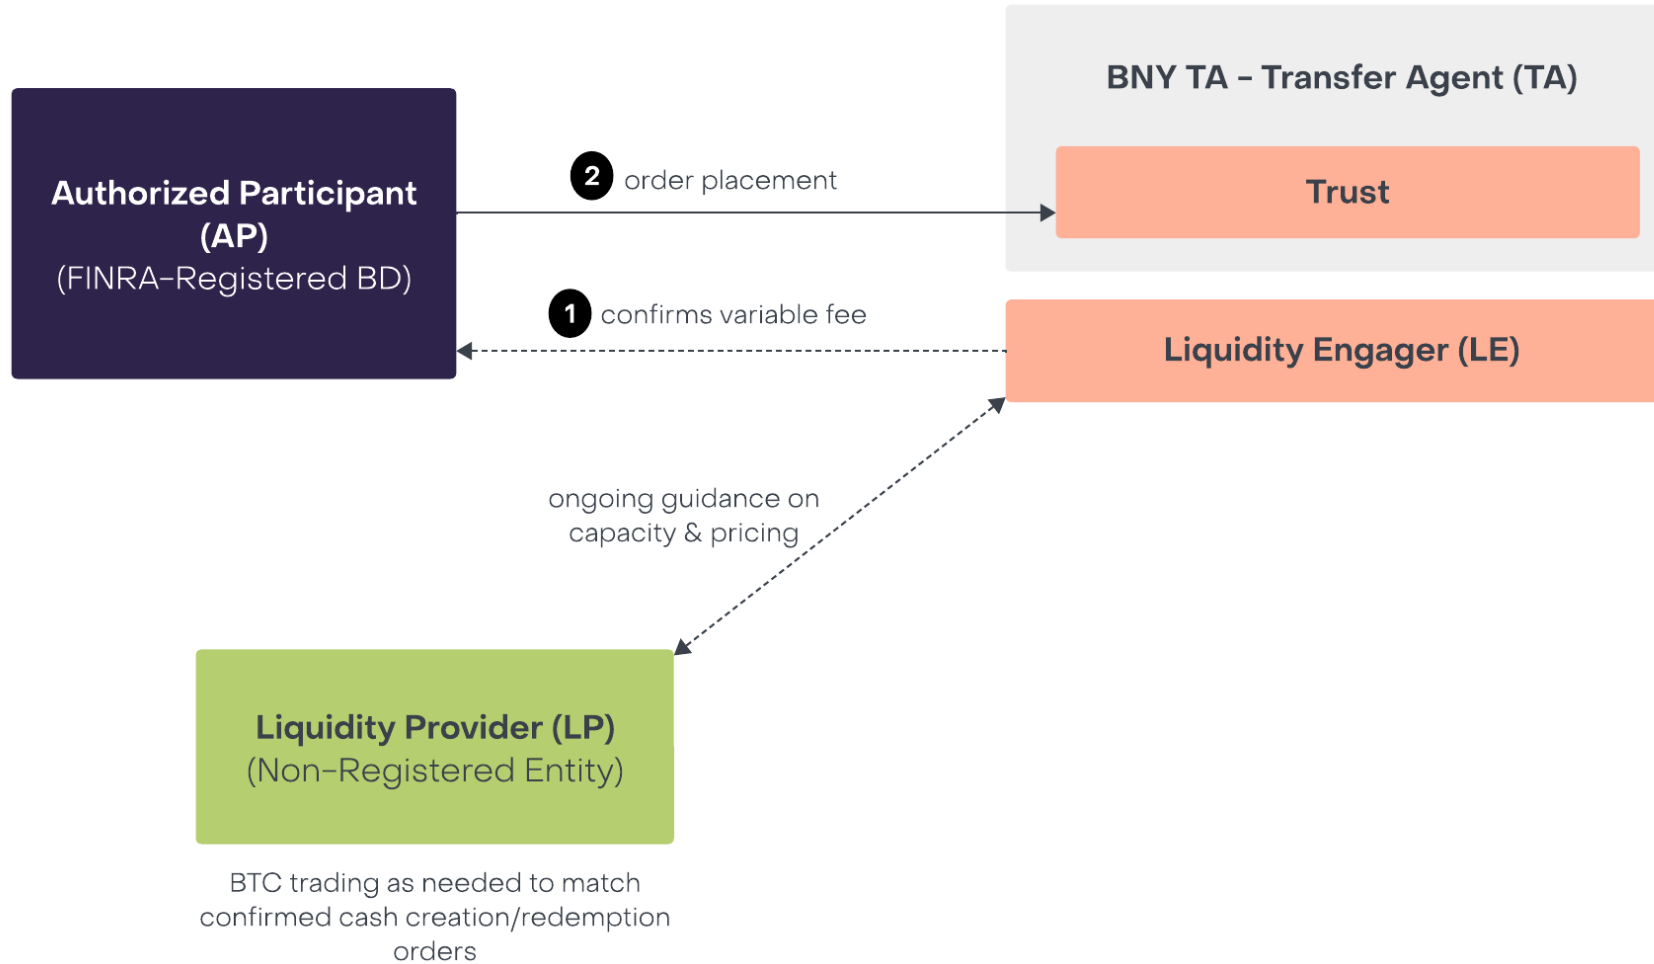 BNY TA – Transfer Agent (TA)
Trust
Authorized Participant
(AP)
(FINRA–Registered BD)
2 order placement
1 confirms variable fee
Liquidity Engager (LE)
ongoing guidance on
capacity & pricing
Liquidity Provider (LP)
(Non–Registered Entity)
BTC trading as needed to match
confirmed cash creation/redemption
orders